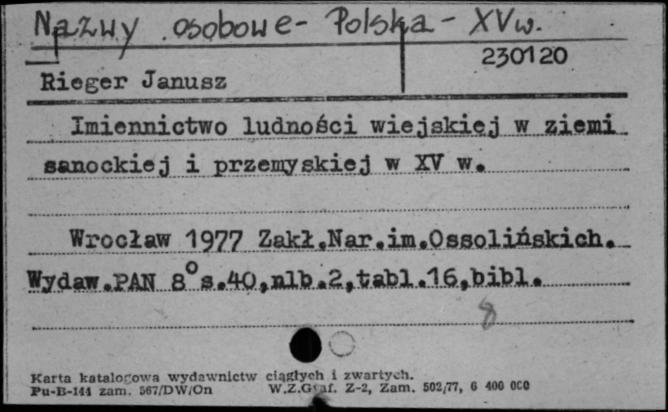 Nazwy osobowe - Polska - XV w.
230120
Rieger Janusz
Imiennictwo ludności wiejskiej w ziemi
sanockiej i przemyskiej w XV w.
Wrocław 1977 Zakł.Nar.im.Ossolińskich.
Wydaw.PAN 8° s.40,nlb.2,tabl.16,bibl.
8
Karta katalogowa wydawnictw ciągłych i zwartych.
Pu-B-144 zam. 567/DW/On W.Z.Graf. Z-2, Zam. 502/77, 6 400 000